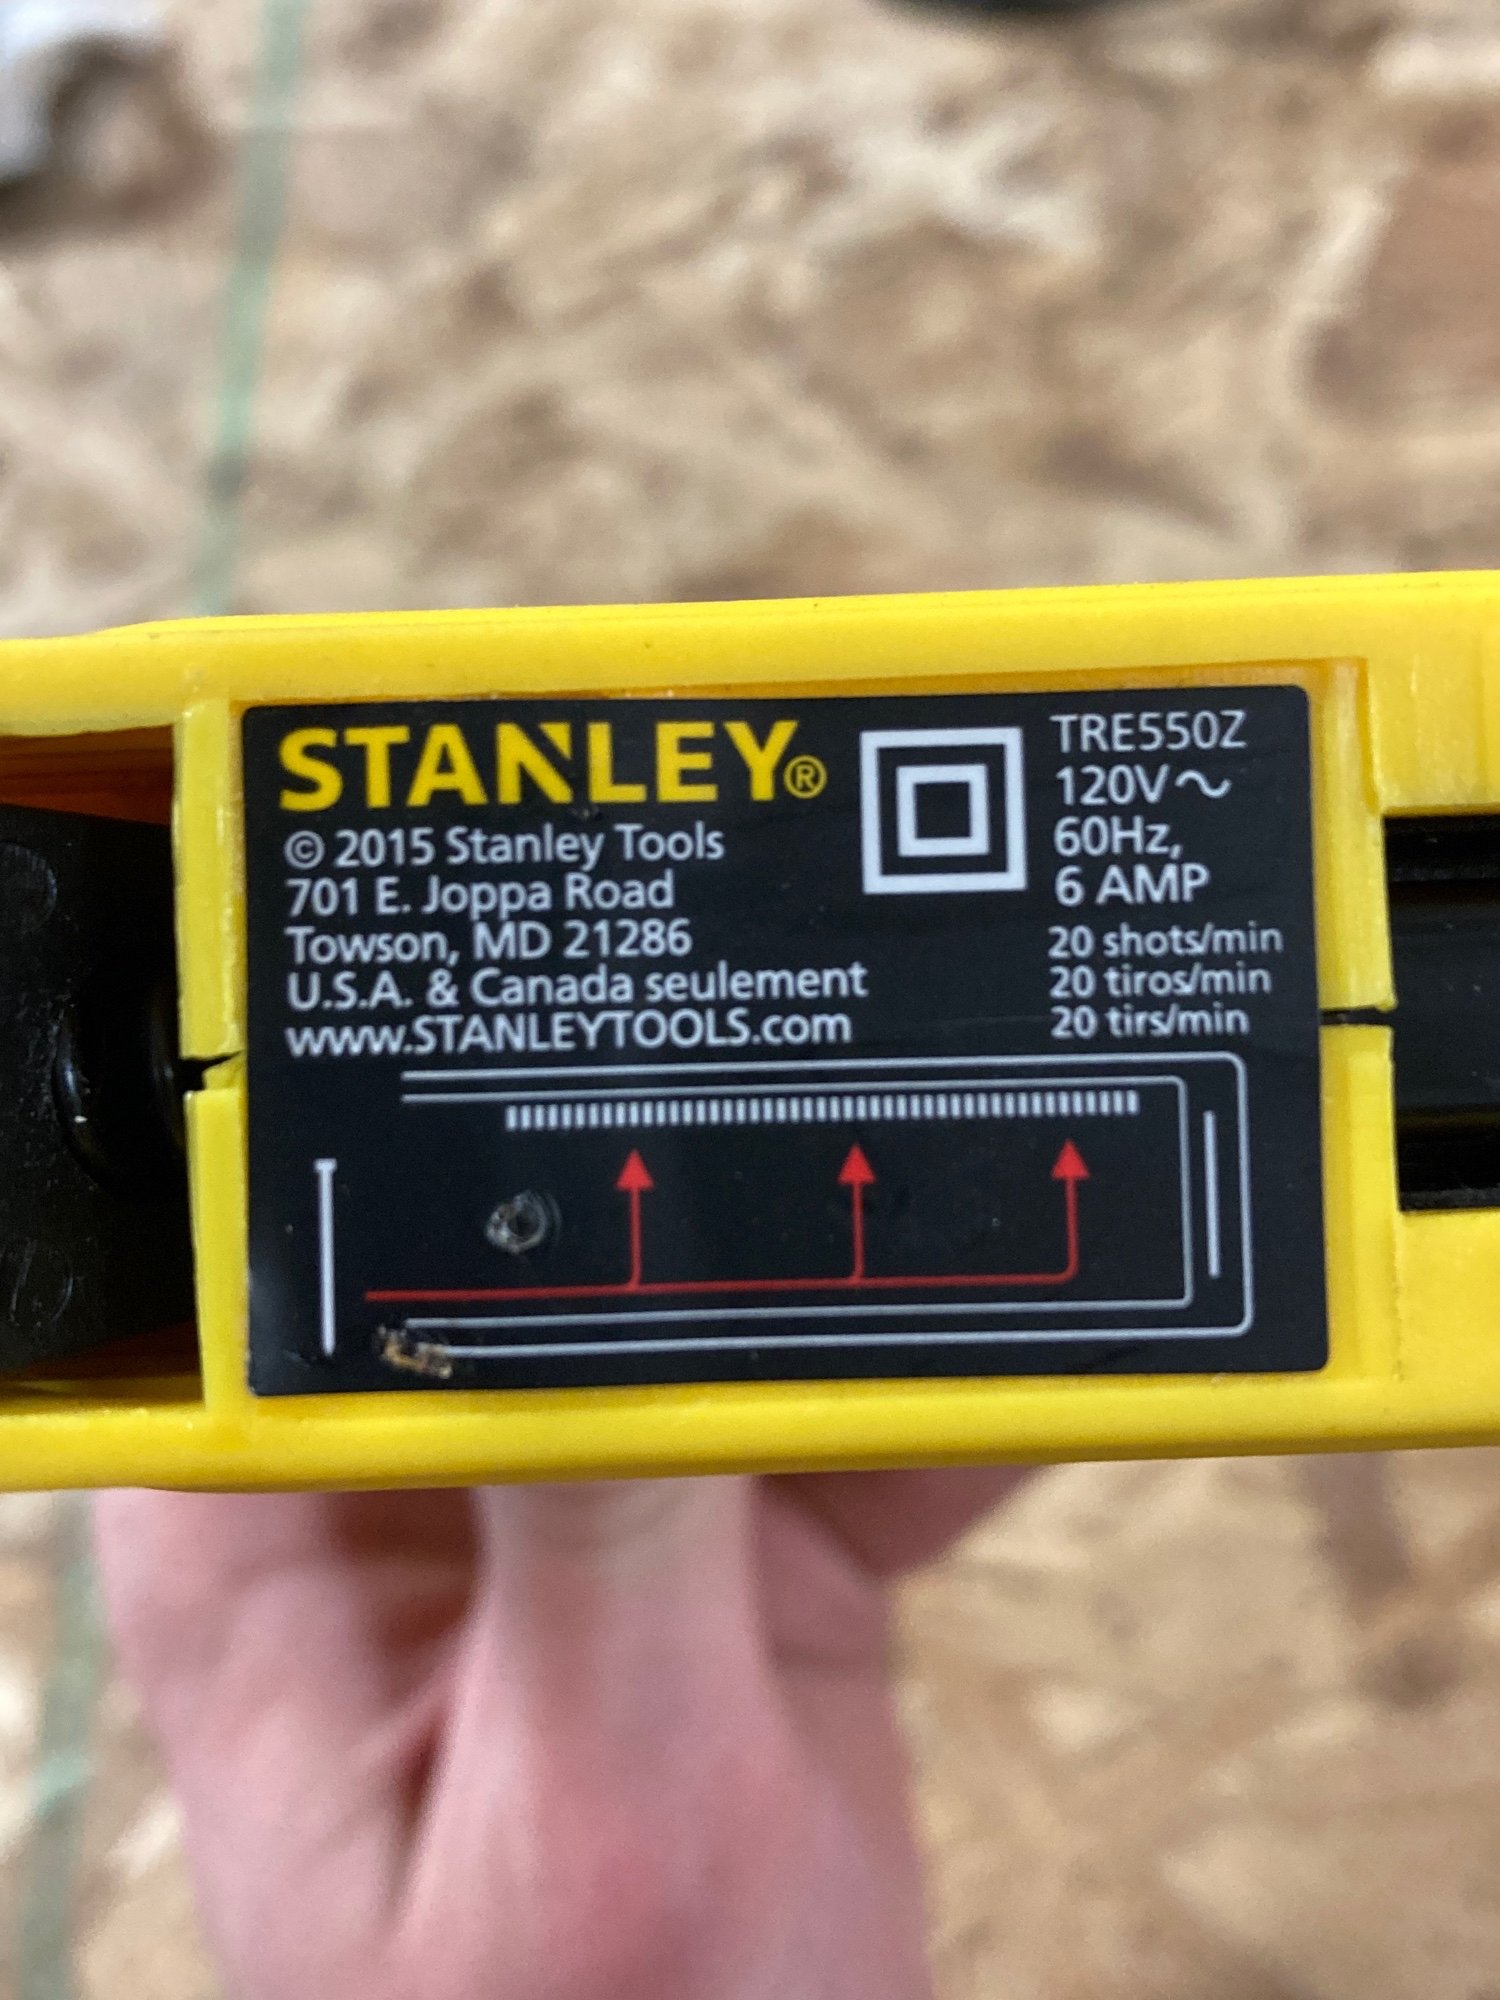 STANLEY®
© 2015 Stanley Tools
701 E. Joppa Road
Towson, MD 21286
U.S.A. & Canada seulement
www.STANLEYTOOLS.com
TRE550Z
120V~
60Hz,
6 AMP
20 shots/min
20 tiros/min
20 tirs/min